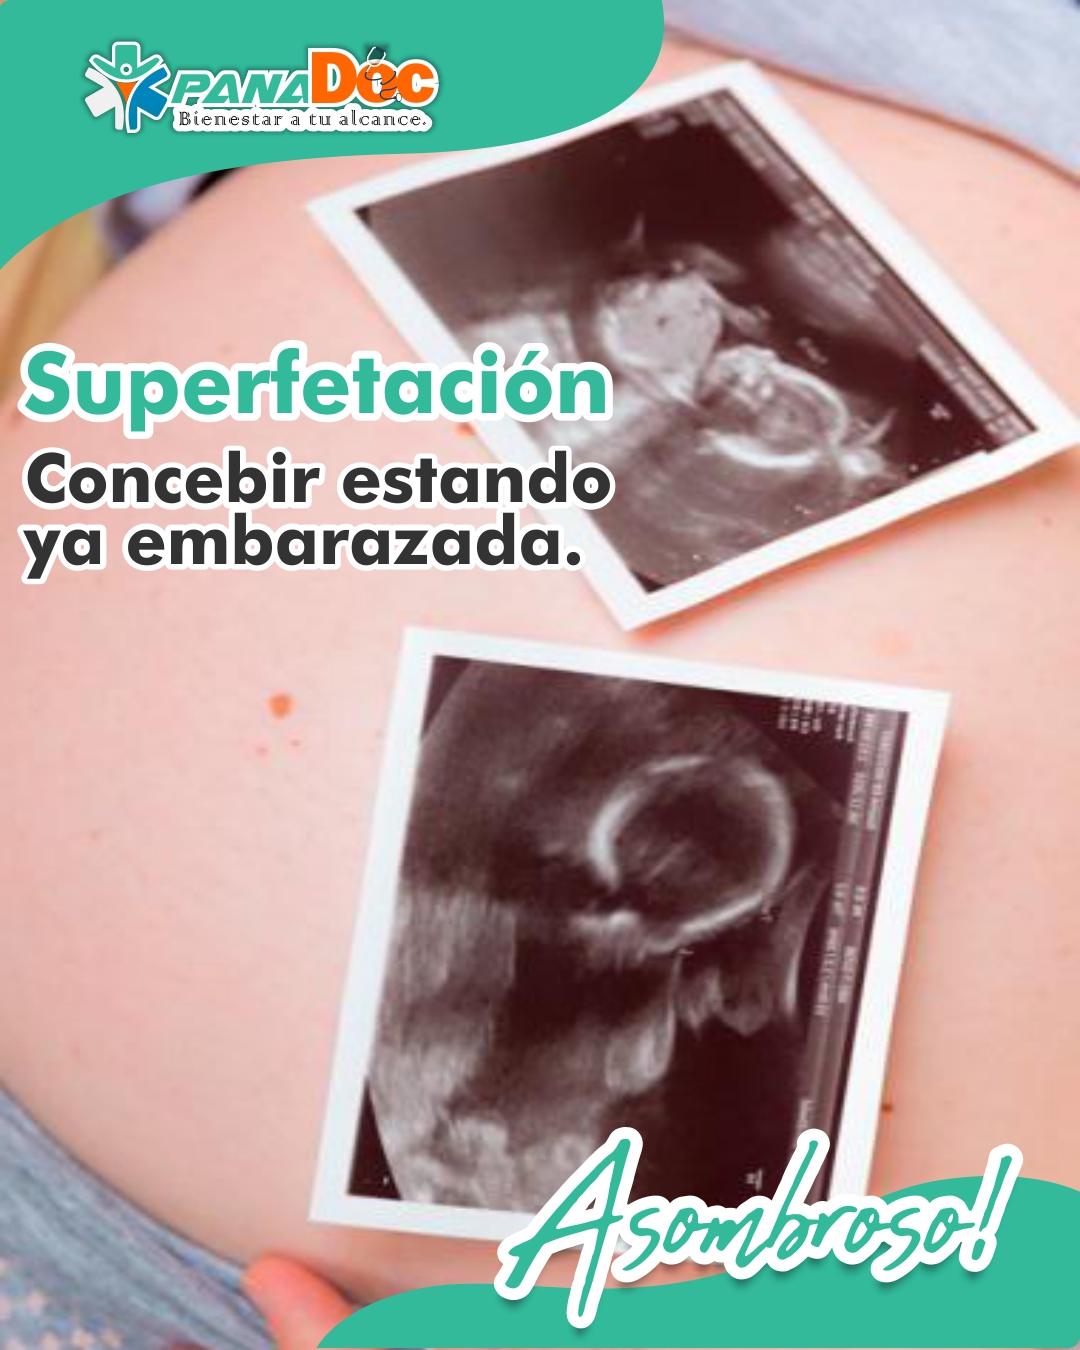 PANADOC
Bienestar a tu alcance.
Superfetación
Concebir estando
ya embarazada.
Asombroso!